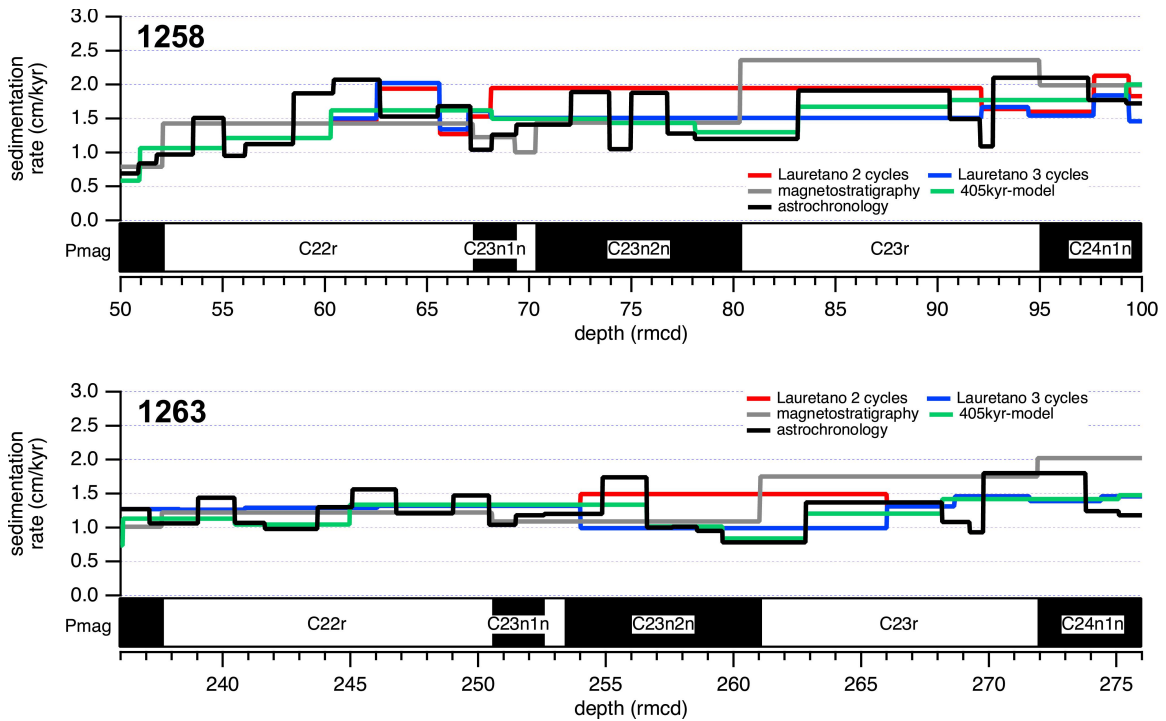 1258
sedimentation
rate (cm/kyr)
3.0
2.5
2.0
1.5
1.0
0.5
0.0
Lauretano 2 cycles Lauretano 3 cycles
magnetostratigraphy 405kyr-model
astrochronology
Pmag C22r C23n1n C23n2n C23r C24n1n
50 55 60 65 70 75 80 85 90 95 100
depth (rmcd)
1263
sedimentation
rate (cm/kyr)
3.0
2.5
2.0
1.5
1.0
0.5
0.0
Lauretano 2 cycles Lauretano 3 cycles
magnetostratigraphy 405kyr-model
astrochronology
Pmag C22r C23n1n C23n2n C23r C24n1n
240 245 250 255 260 265 270 275
depth (rmcd)